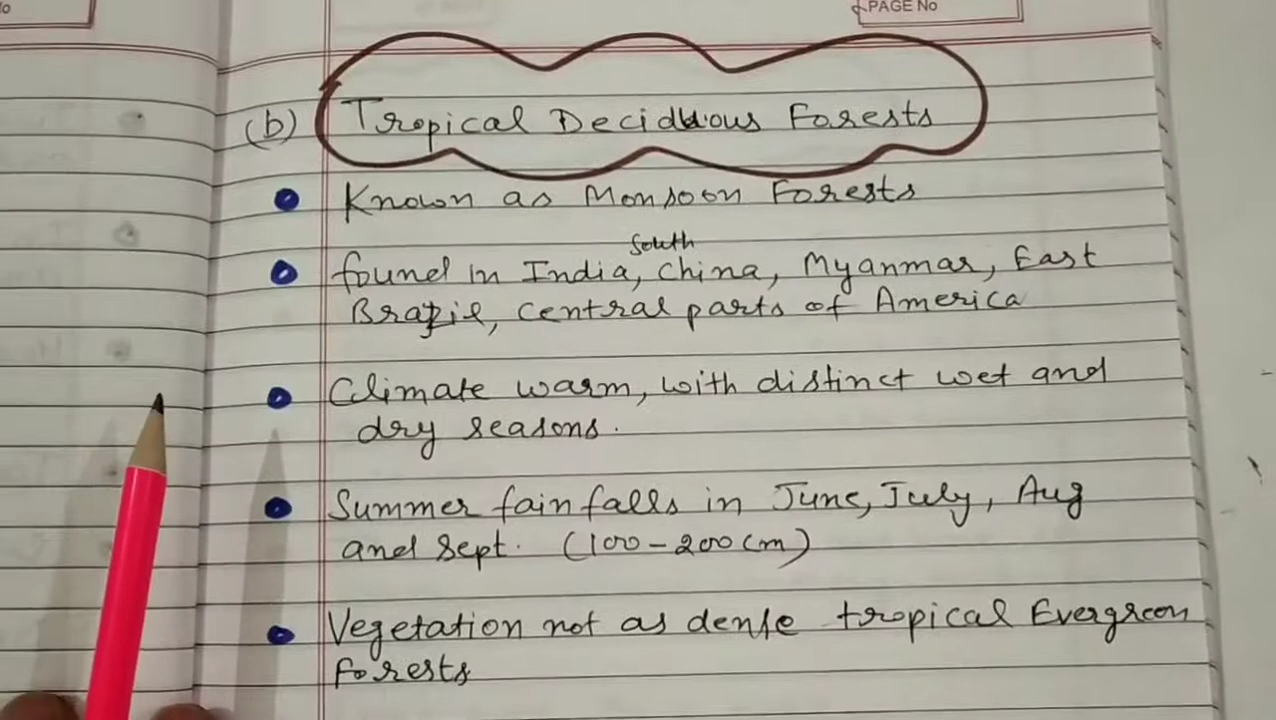 o
PAGE No
(b) Tropical Deciduous Forests
Known as Monsoon Forests
South
found in India, China, Myanmar, East
Brazil, Central parts of America
Climate warm, with distinct wet and
dry seasons.
Summer fain falls in June, July, Aug
and Sept. (100-200 cm)
Vegetation not as dense tropical Evergreen
Forests